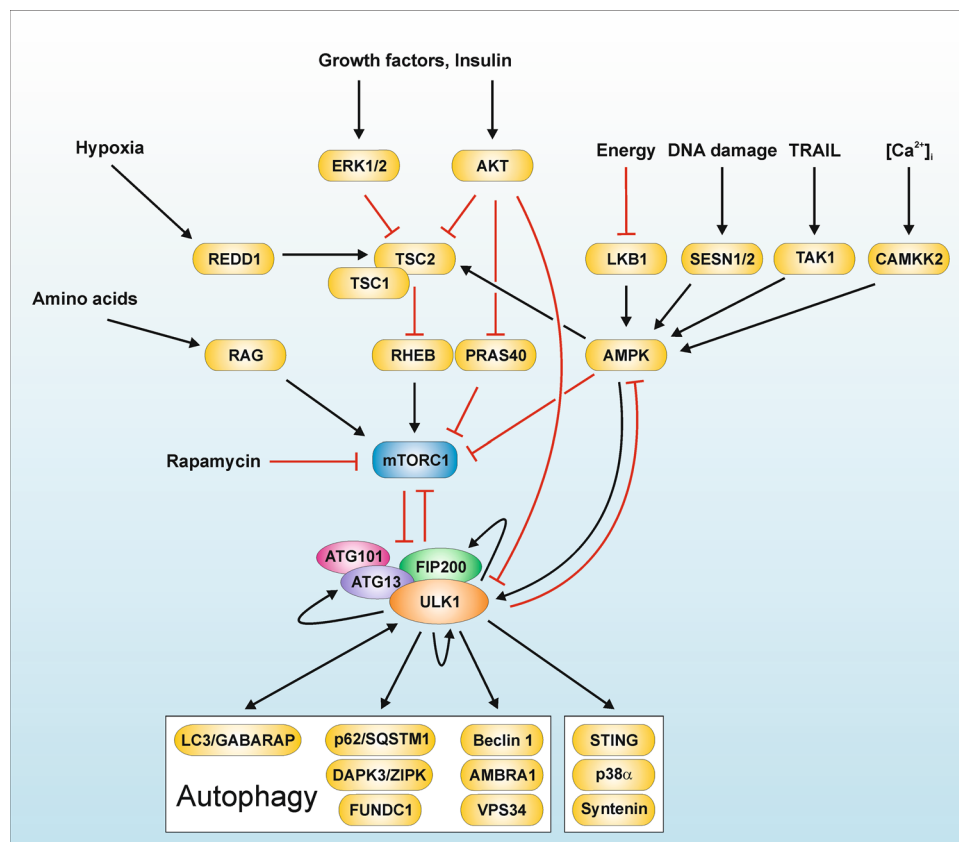 Growth factors, Insulin
Hypoxia
Energy
DNA damage
TRAIL
[Ca²⁺]ᵢ
ERK1/2
AKT
REDD1
TSC2
TSC1
LKB1
SESN1/2
TAK1
CAMKK2
Amino acids
RAG
RHEB
PRAS40
AMPK
Rapamycin
mTORC1
ATG101
FIP200
ATG13
ULK1
LC3/GABARAP
p62/SQSTM1
Beclin 1
STING
DAPK3/ZIPK
AMBRA1
p38α
Autophagy
FUNDC1
VPS34
Syntenin